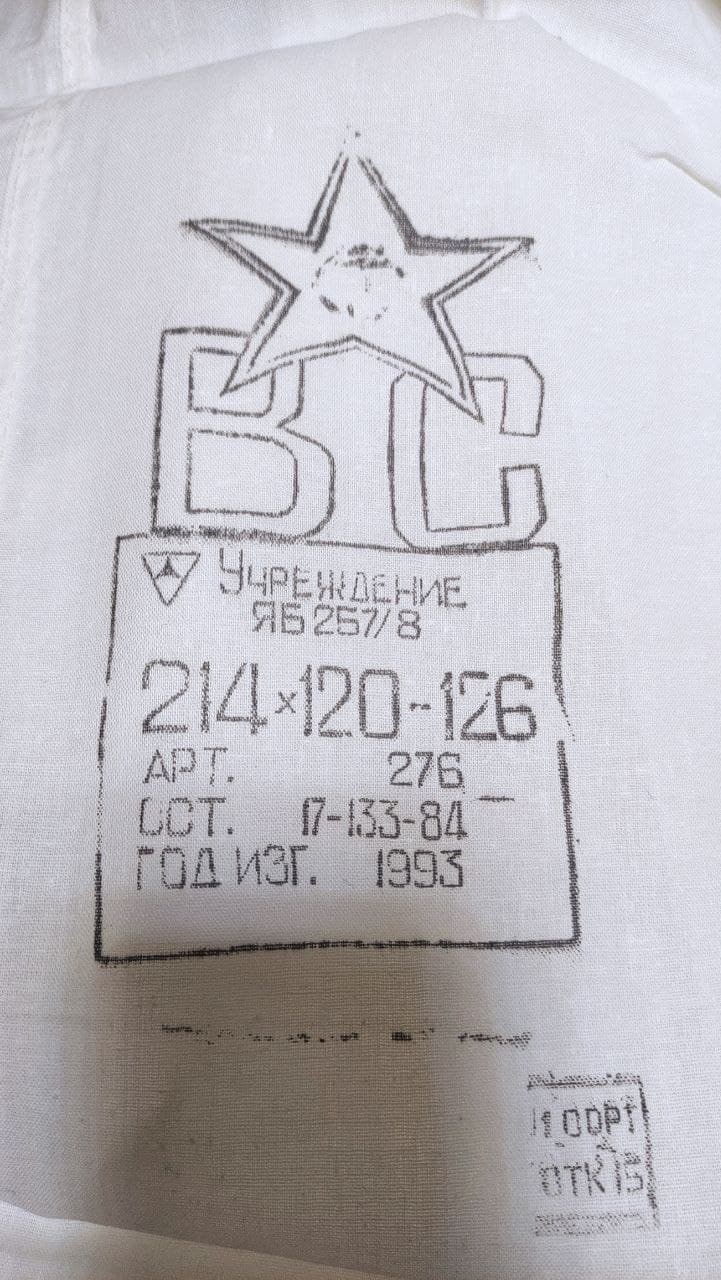 ВС
Учреждение
ЯБ 257/8
214×120-126
АРТ. 276
ОСТ. 17-133-84
ГОД ИЗГ. 1993
1 СОРТ
ОТК 15